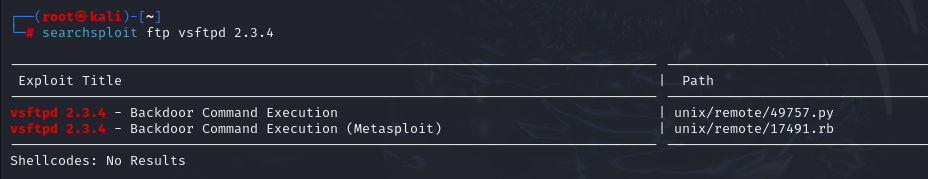 ┌──(root㉿kali)-[~]
└─# searchsploit ftp vsftpd 2.3.4
Exploit Title | Path
vsftpd 2.3.4 - Backdoor Command Execution | unix/remote/49757.py
vsftpd 2.3.4 - Backdoor Command Execution (Metasploit) | unix/remote/17491.rb
Shellcodes: No Results